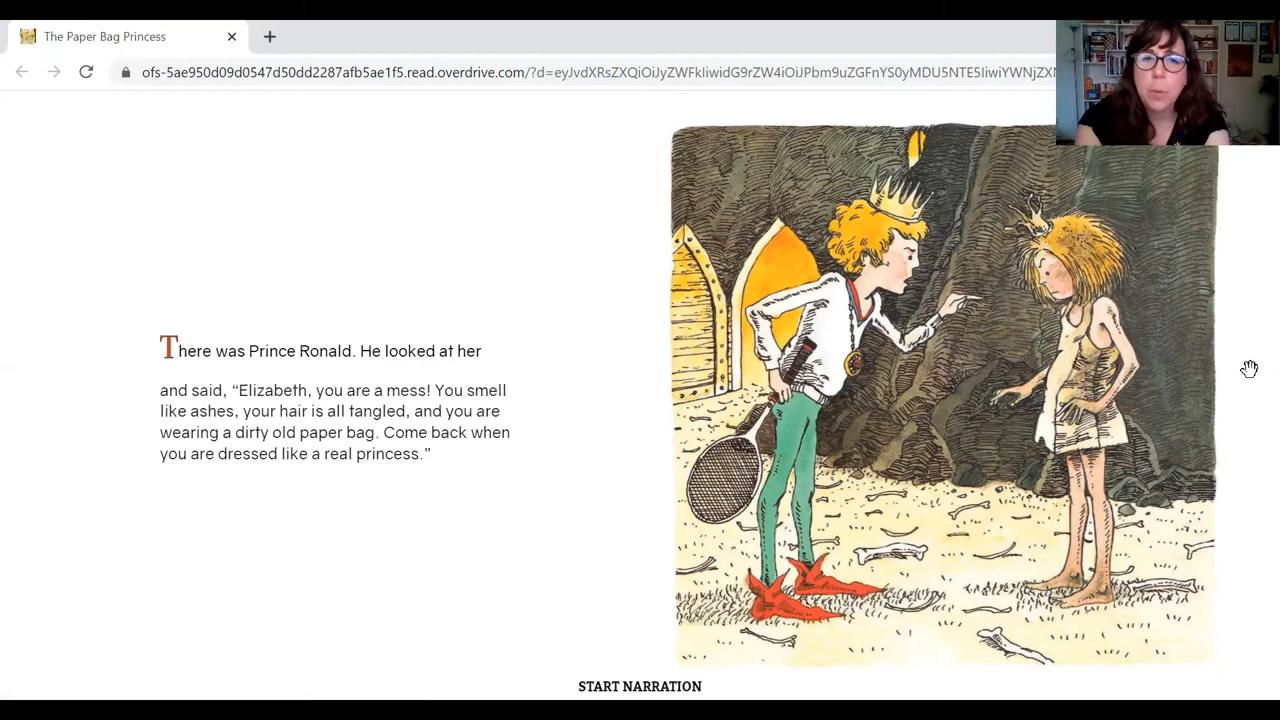 The Paper Bag Princess
ofs-5ae950d09d0547d50dd2287afb5ae1f5.read.overdrive.com/?d=eyJvdXRsZXQiOiJyZWFkIiwidG9rZW4iOiJPbm9uZGFnYS0yMDU5NTE5IiwiYWNjZXN
There was Prince Ronald. He looked at her
and said, “Elizabeth, you are a mess! You smell
like ashes, your hair is all tangled, and you are
wearing a dirty old paper bag. Come back when
you are dressed like a real princess.”
START NARRATION